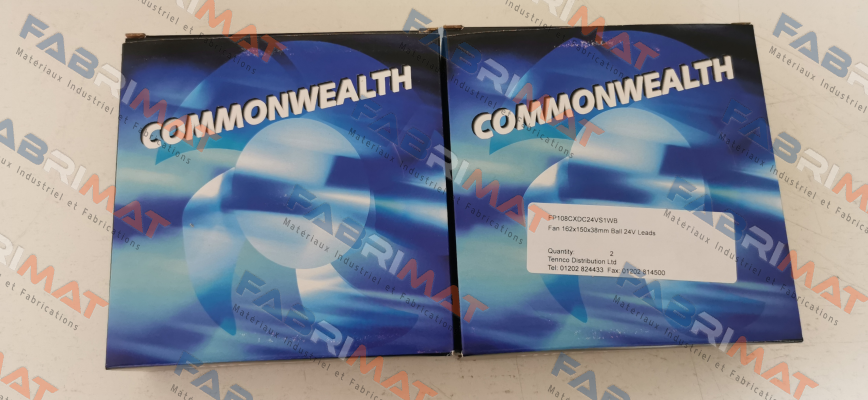 COMMONWEALTH
COMMONWEALTH
FP108CXDC24VS1WB
Fan 162x150x38mm Ball 24V Leads
Quantity: 2
Tennco Distribution Ltd
Tel: 01202 824433 Fax: 01202 814500
FABRIMAT
Matériaux Industriel et Fabrications